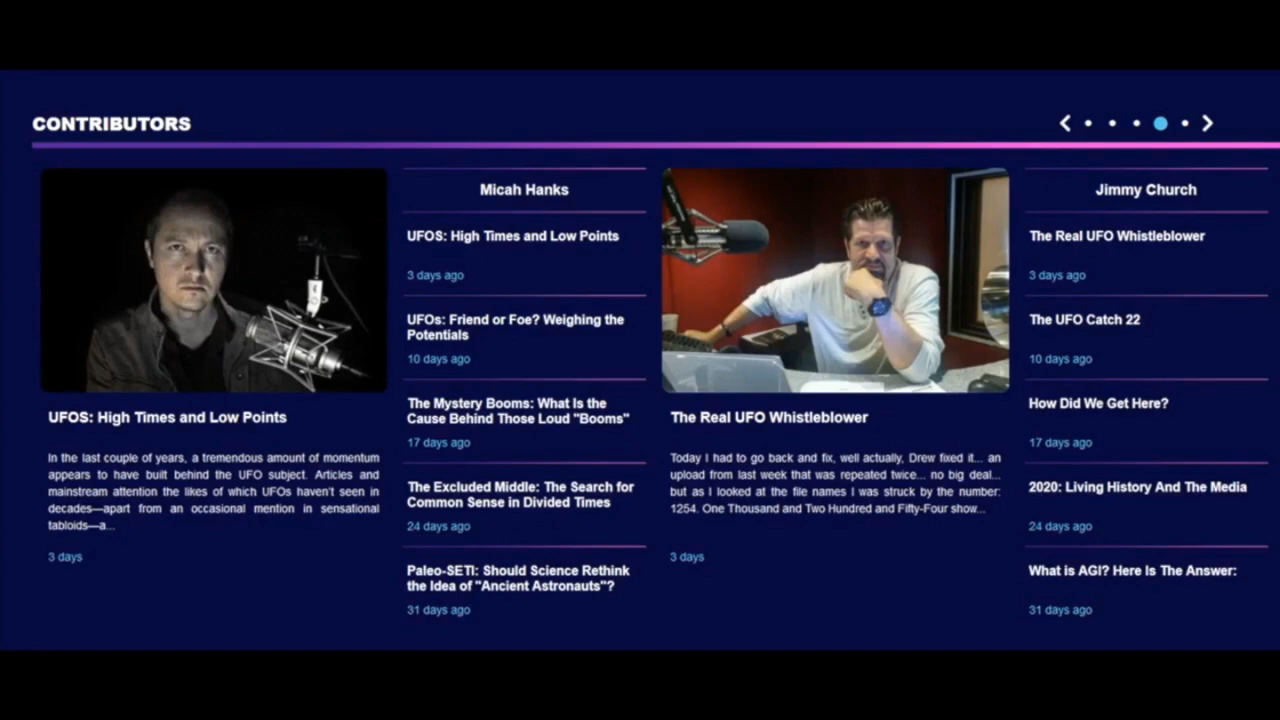 CONTRIBUTORS
Micah Hanks
UFOS: High Times and Low Points
3 days ago
UFOs: Friend or Foe? Weighing the
Potentials
10 days ago
The Mystery Booms: What Is the
Cause Behind Those Loud "Booms"
17 days ago
The Excluded Middle: The Search for
Common Sense in Divided Times
24 days ago
Paleo-SETI: Should Science Rethink
the Idea of "Ancient Astronauts"?
31 days ago
UFOS: High Times and Low Points
In the last couple of years, a tremendous amount of momentum
appears to have built behind the UFO subject. Articles and
mainstream attention the likes of which UFOs haven't seen in
decades—apart from an occasional mention in sensational
tabloids—a...
3 days
Jimmy Church
The Real UFO Whistleblower
3 days ago
The UFO Catch 22
10 days ago
How Did We Get Here?
17 days ago
2020: Living History And The Media
24 days ago
What is AGI? Here Is The Answer:
31 days ago
The Real UFO Whistleblower
Today I had to go back and fix, well actually, Drew fixed it... an
upload from last week that was repeated twice... no big deal...
but as I looked at the file names I was struck by the number:
1254. One Thousand and Two Hundred and Fifty-Four show...
3 days